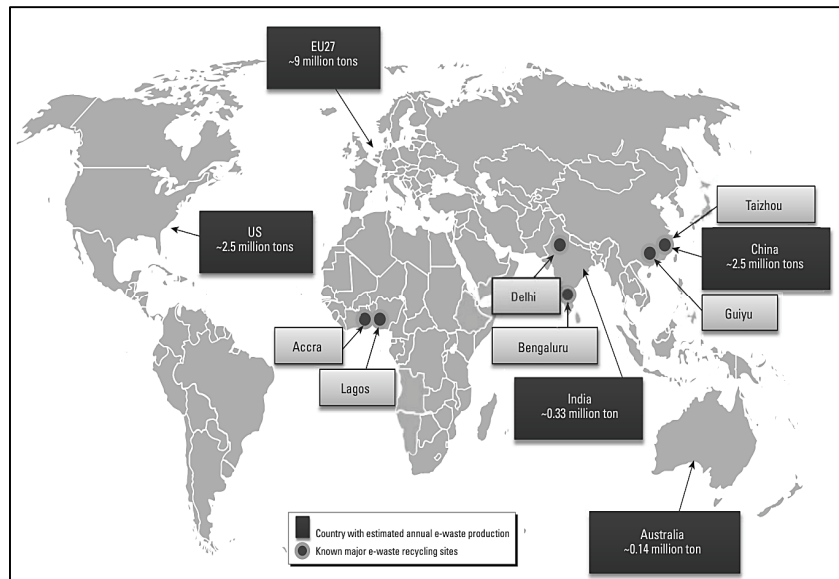 EU27
~9 million tons
US
~2.5 million tons
Taizhou
China
~2.5 million tons
Guiyu
Delhi
Bengaluru
Accra
Lagos
India
~0.33 million ton
Australia
~0.14 million ton
Country with estimated annual e-waste production
Known major e-waste recycling sites